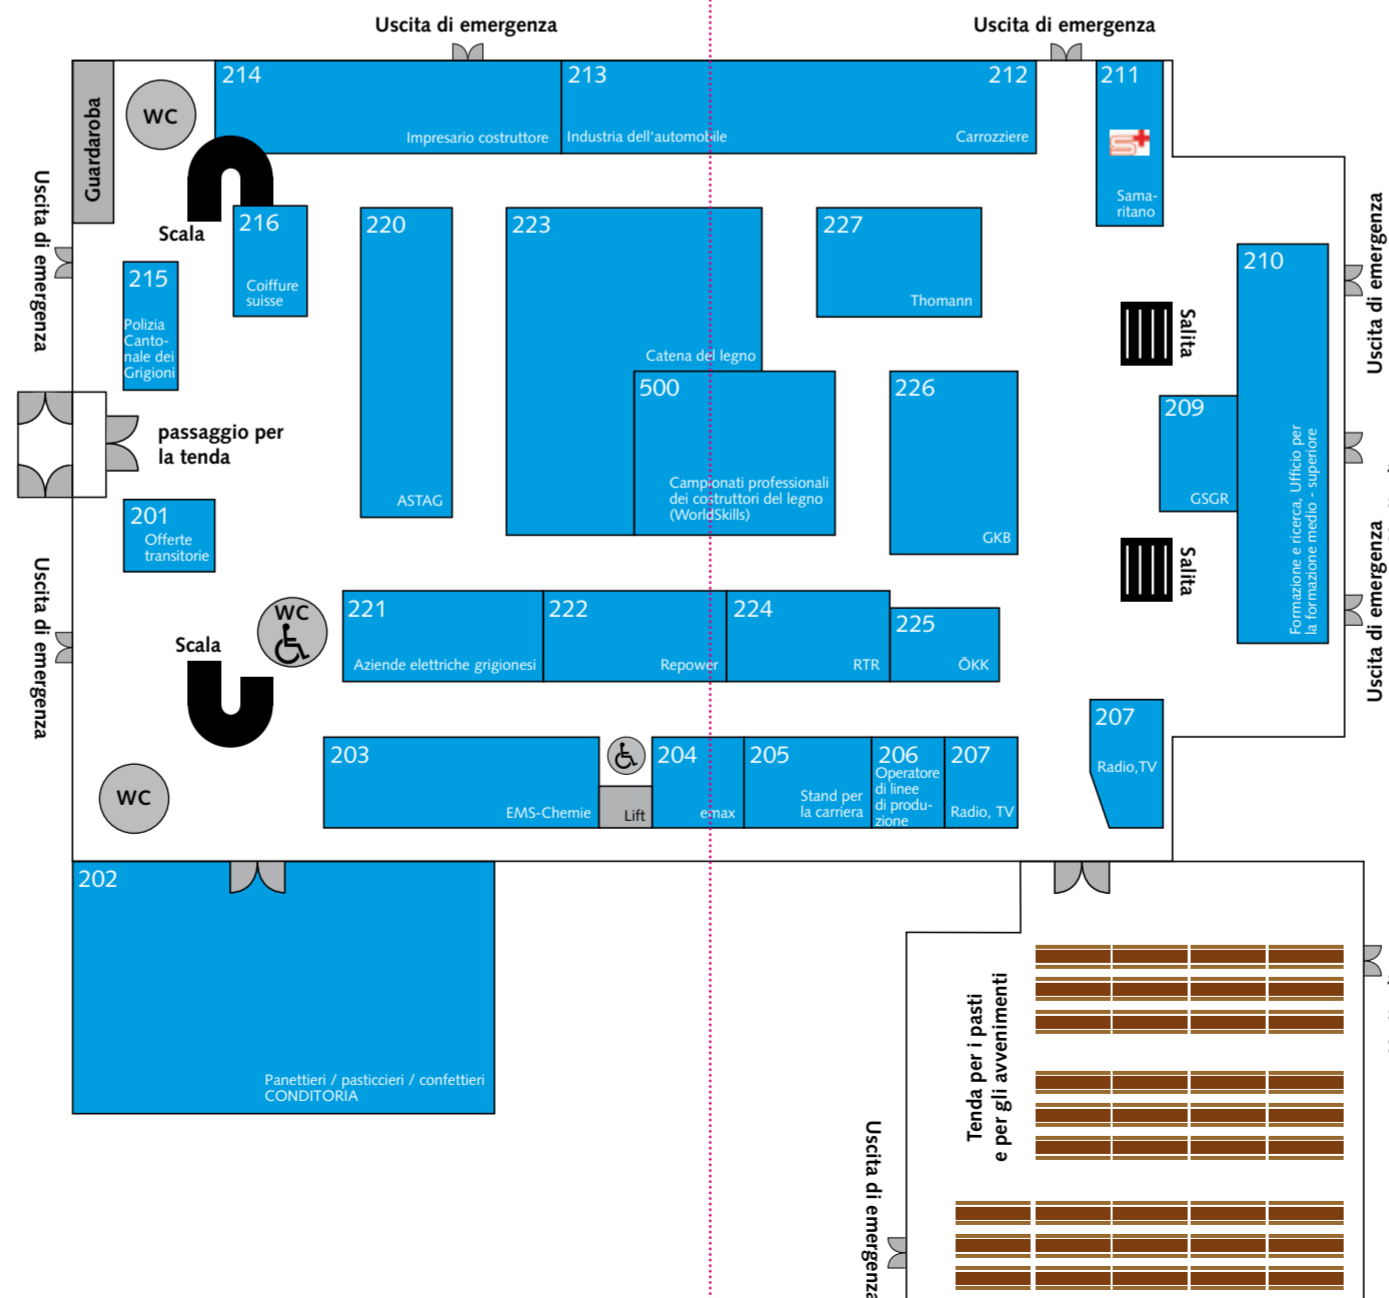 Uscita di emergenza
Uscita di emergenza
214
213
212
211
WC
Guardaroba
Impresario costruttore
Industria dell'automobile
Carrozziere
Sama-
ritano
Uscita di emergenza
Scala
216
Coiffure
suisse
220
ASTAG
223
Catena del legno
227
Thomann
210
Formazione e ricerca, Ufficio per
la formazione medio - superiore
Uscita di emergenza
215
Polizia
Canto-
nale dei
Grigioni
Salita
500
Campionati professionali
dei costruttori del legno
(WorldSkills)
226
GKB
209
GSGR
passaggio per
la tenda
201
Offerte
transitorie
Salita
Uscita di emergenza
Uscita di emergenza
WC
Scala
221
Aziende elettriche grigionesi
222
Repower
224
RTR
225
ÖKK
207
Radio,TV
WC
203
EMS-Chemie
Lift
204
emax
205
Stand per
la carriera
206
Operatore
di linee
di produ-
zione
207
Radio, TV
202
Panettieri / pasticcieri / confettieri
CONDITORIA
Tenda per i pasti
e per gli avvenimenti
Uscita di emergenza